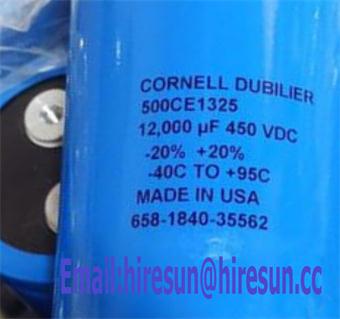 CORNELL DUBILIER
500CE1325
12,000 µF 450 VDC
-20% +20%
-40C TO +95C
MADE IN USA
658-1840-35562
Email:hiresun@hiresun.cc